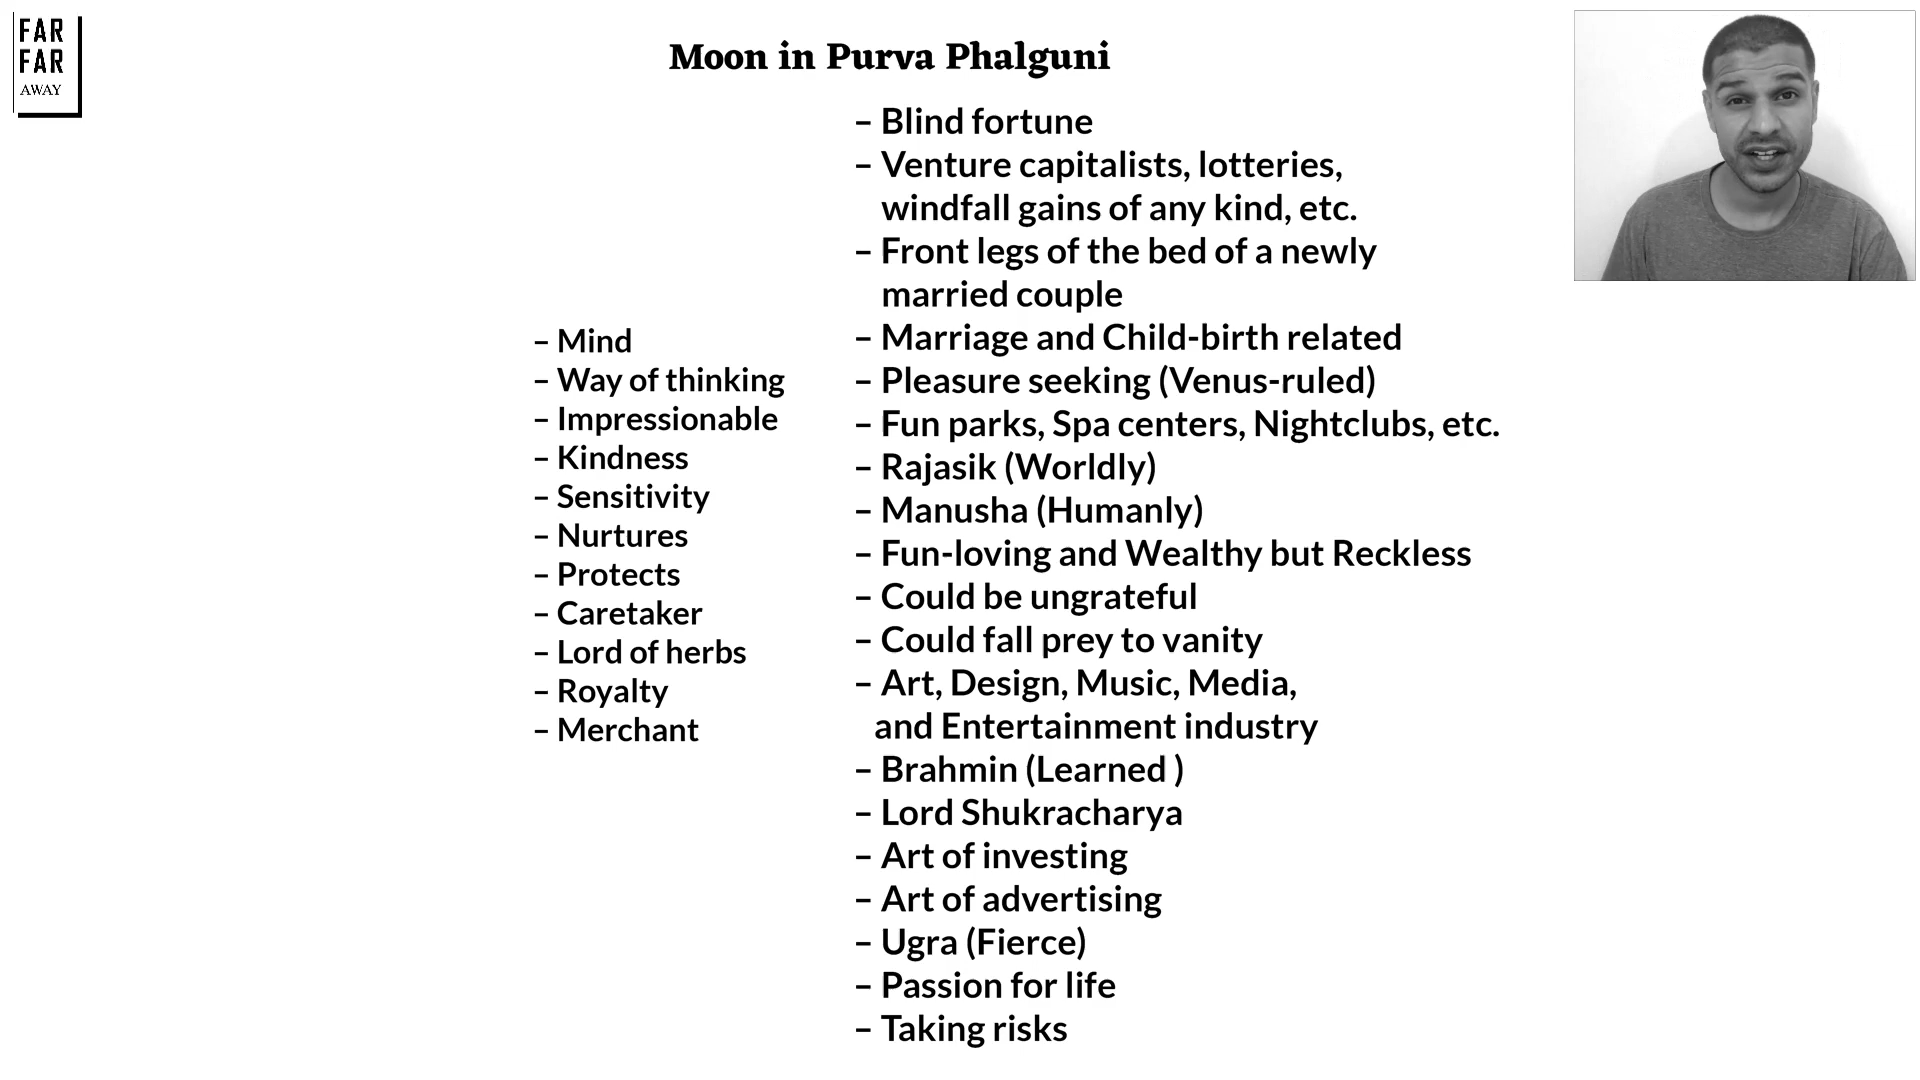 FAR
FAR
AWAY
Moon in Purva Phalguni
– Mind
– Way of thinking
– Impressionable
– Kindness
– Sensitivity
– Nurtures
– Protects
– Caretaker
– Lord of herbs
– Royalty
– Merchant
– Blind fortune
– Venture capitalists, lotteries,
windfall gains of any kind, etc.
– Front legs of the bed of a newly
married couple
– Marriage and Child-birth related
– Pleasure seeking (Venus-ruled)
– Fun parks, Spa centers, Nightclubs, etc.
– Rajasik (Worldly)
– Manusha (Humanly)
– Fun-loving and Wealthy but Reckless
– Could be ungrateful
– Could fall prey to vanity
– Art, Design, Music, Media,
and Entertainment industry
– Brahmin (Learned )
– Lord Shukracharya
– Art of investing
– Art of advertising
– Ugra (Fierce)
– Passion for life
– Taking risks